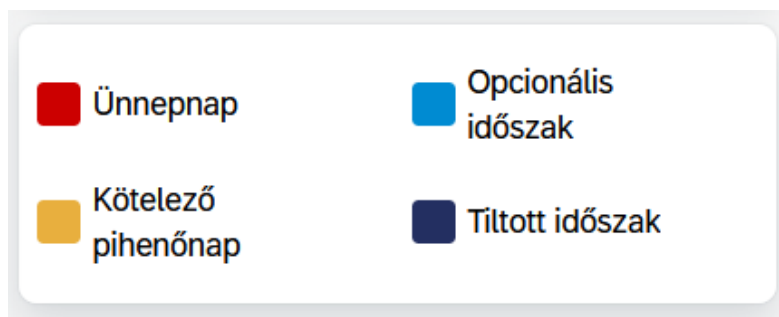 Ünnepnap
Opcionális
időszak
Kötelező
pihenőnap
Tiltott időszak